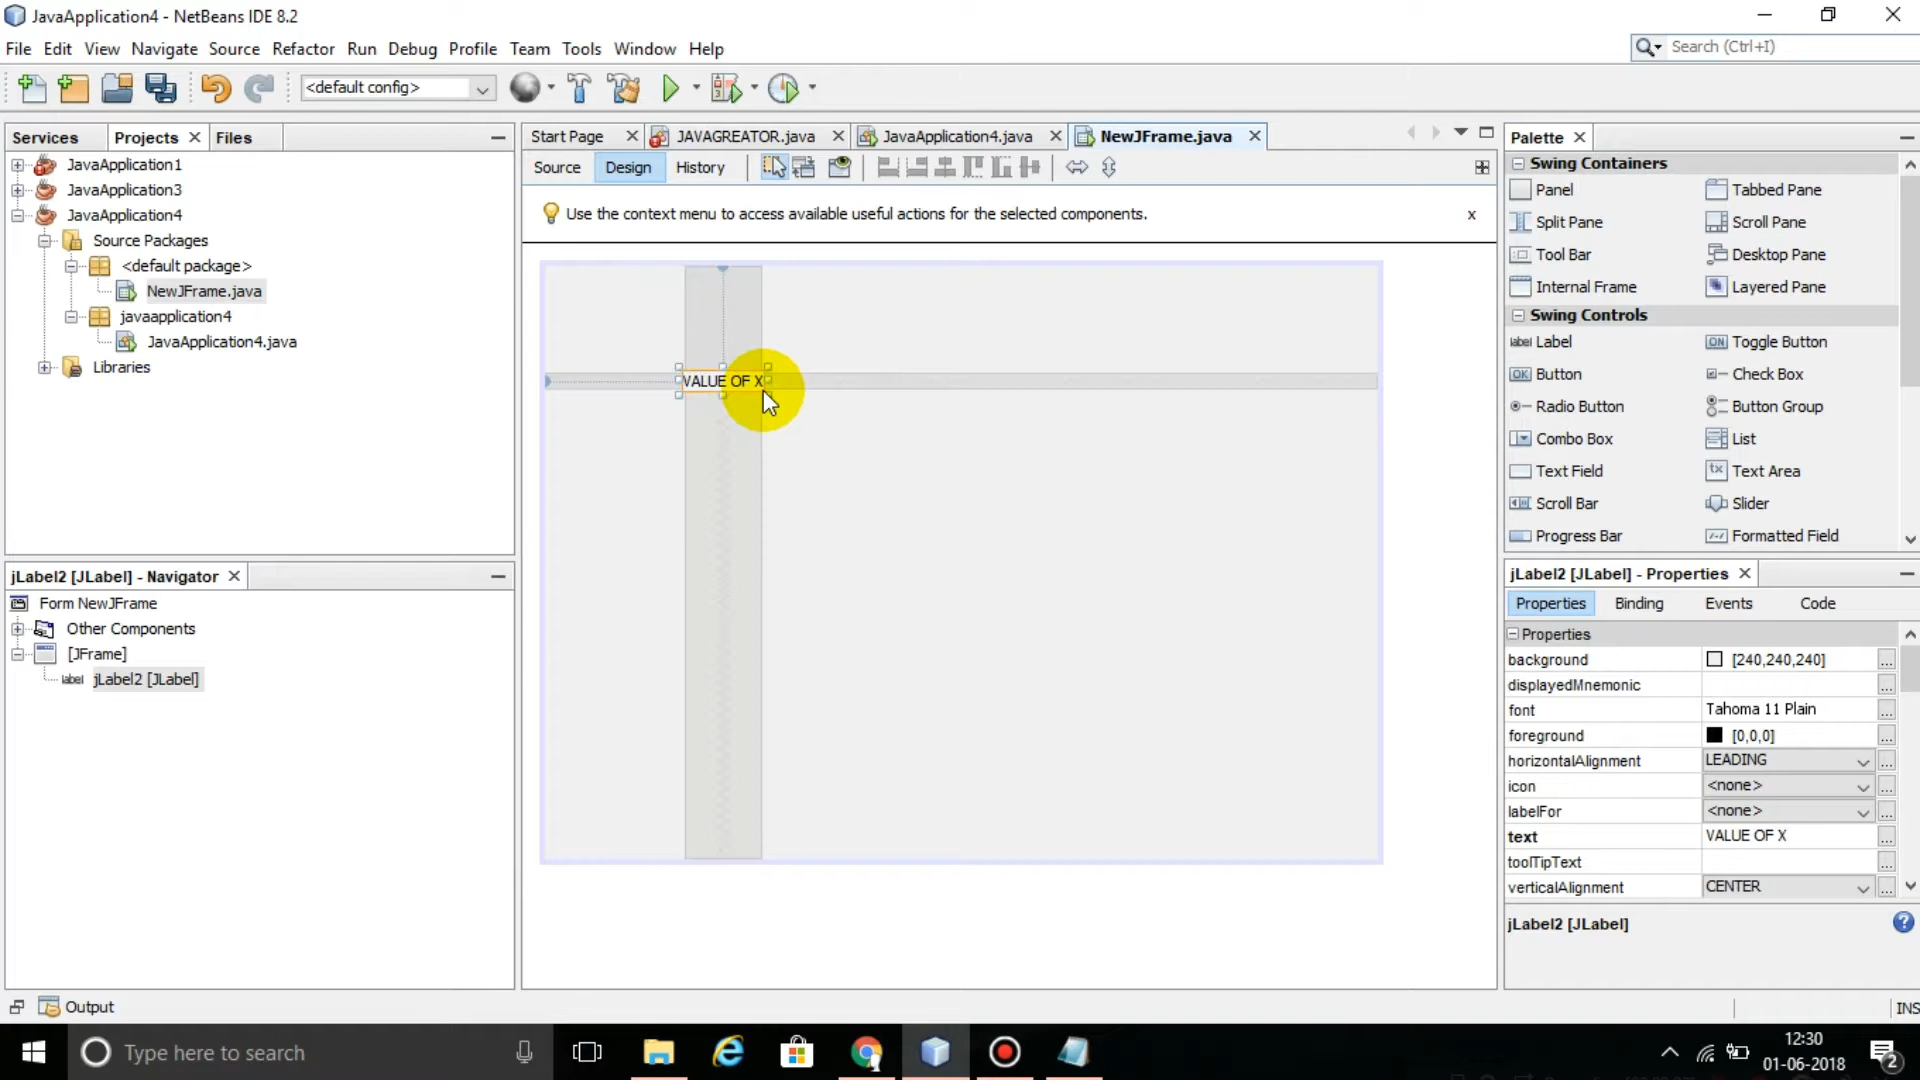 JavaApplication4 - NetBeans IDE 8.2
File Edit View Navigate Source Refactor Run Debug Profile Team Tools Window Help
Search (Ctrl+I)
<default config>
Services Projects Files
JavaApplication1
JavaApplication3
JavaApplication4
Source Packages
<default package>
NewJFrame.java
javaapplication4
JavaApplication4.java
Libraries
jLabel2 [JLabel] - Navigator
Form NewJFrame
Other Components
[JFrame]
label jLabel2 [JLabel]
Start Page JAVAGREATOR.java JavaApplication4.java NewJFrame.java
Source Design History
Use the context menu to access available useful actions for the selected components. x
VALUE OF X
Palette
Swing Containers
Panel Tabbed Pane
Split Pane Scroll Pane
Tool Bar Desktop Pane
Internal Frame Layered Pane
Swing Controls
label Label ON Toggle Button
OK Button Check Box
Radio Button Button Group
Combo Box List
Text Field tx Text Area
Scroll Bar Slider
Progress Bar Formatted Field
jLabel2 [JLabel] - Properties
Properties Binding Events Code
Properties
background [240,240,240] ...
displayedMnemonic ...
font Tahoma 11 Plain ...
foreground [0,0,0] ...
horizontalAlignment LEADING ...
icon <none> ...
labelFor <none> ...
text VALUE OF X ...
toolTipText ...
verticalAlignment CENTER ...
jLabel2 [JLabel]
Output
INS
Type here to search
12:30
01-06-2018
2